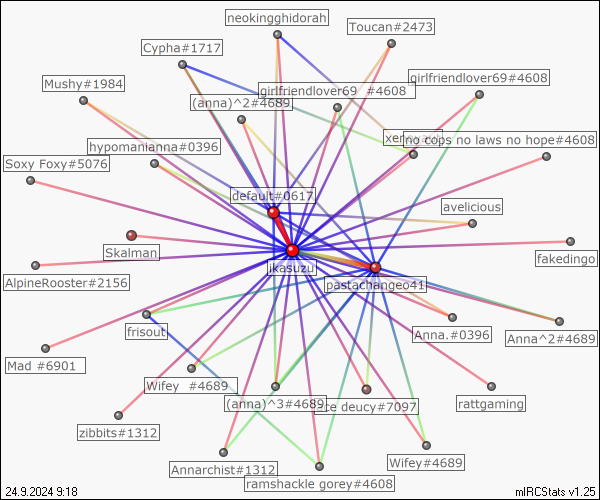 neokingghidorah
Toucan#2473
Cypha#1717
girlfriendlover69#4608
Mushy#1984
girlfriendlover69 #4608
(anna)^2#4689
no cops no laws no hope#4608
hypomanianna#0396
Soxy Foxy#5076
default#0617
avelicious
Skalman
fakedingo
ikasuzu
AlpineRooster#2156
pastachange041
frisout
Anna.#0396
Anna^2#4689
Mad #6901
Wifey #4689
(anna)^3#4689
deucy#7097
rattgaming
zibbits#1312
Annarchist#1312
Wifey#4689
ramshackle gorey#4608
24.9.2024 9:18
mIRCStats v1.25